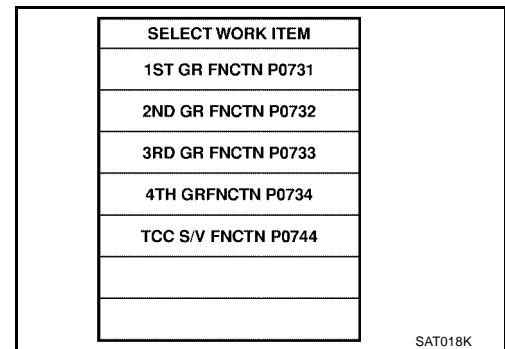 SELECT WORK ITEM
1ST GR FNCTN P0731
2ND GR FNCTN P0732
3RD GR FNCTN P0733
4TH GRFNCTN P0734
TCC S/V FNCTN P0744
SAT018K